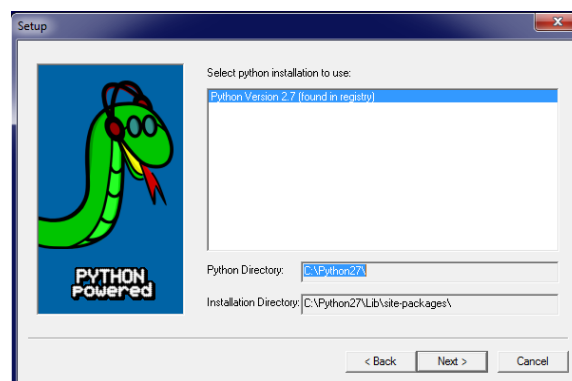 Setup
Select python installation to use:
Python Version 2.7 (found in registry)
PYTHON
Powered
Python Directory: C:\Python27\
Installation Directory: C:\Python27\Lib\site-packages\
< Back Next > Cancel